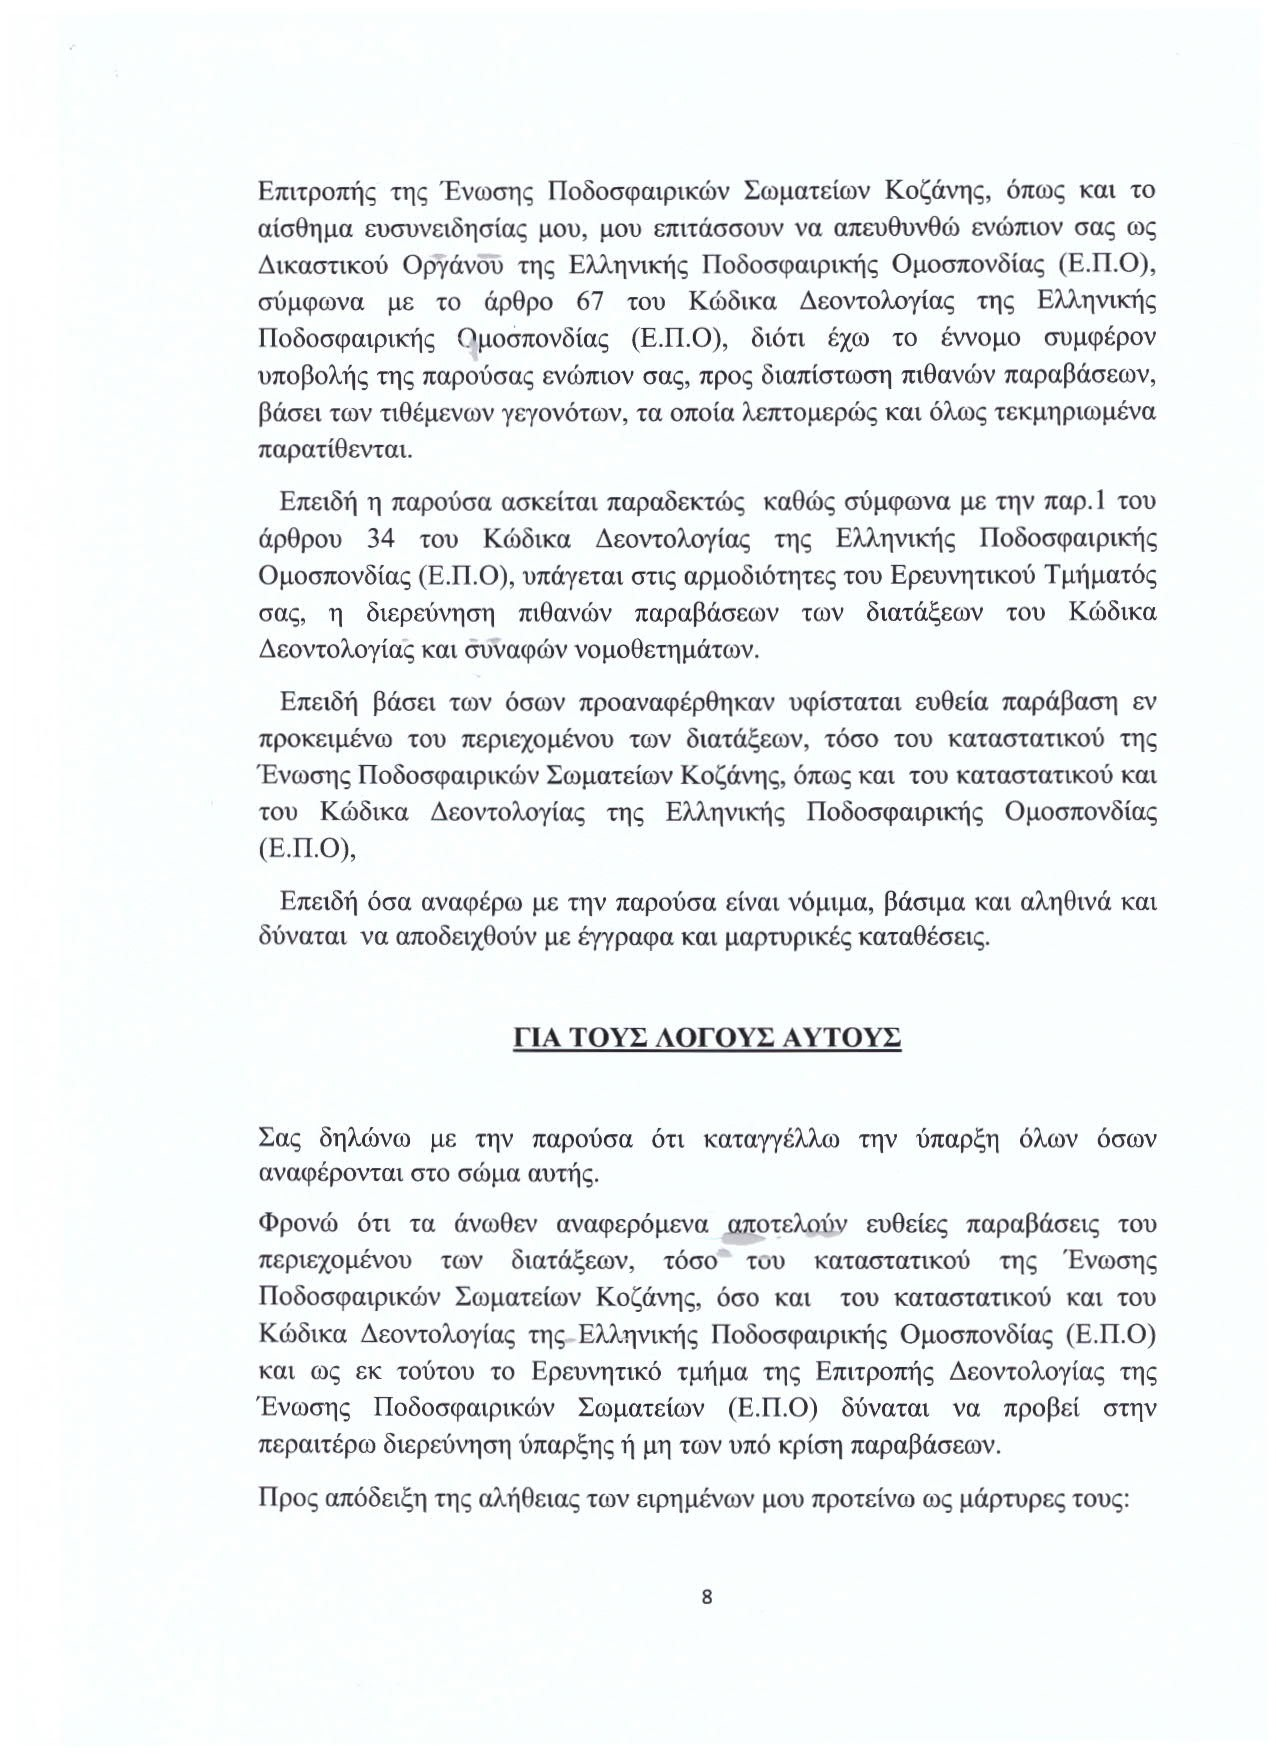 Επιτροπής της Ένωσης Ποδοσφαιρικών Σωματείων Κοζάνης, όπως και το
αίσθημα ευσυνειδησίας μου, μου επιτάσσουν να απευθυνθώ ενώπιον σας ως
Δικαστικού Οργάνου της Ελληνικής Ποδοσφαιρικής Ομοσπονδίας (Ε.Π.Ο),
σύμφωνα με το άρθρο 67 του Κώδικα Δεοντολογίας της Ελληνικής
Ποδοσφαιρικής Ομοσπονδίας (Ε.Π.Ο), διότι έχω το έννομο συμφέρον
υποβολής της παρούσας ενώπιον σας, προς διαπίστωση πιθανών παραβάσεων,
βάσει των τιθέμενων γεγονότων, τα οποία λεπτομερώς και όλως τεκμηριωμένα
παρατίθενται.
Επειδή η παρούσα ασκείται παραδεκτώς καθώς σύμφωνα με την παρ.1 του
άρθρου 34 του Κώδικα Δεοντολογίας της Ελληνικής Ποδοσφαιρικής
Ομοσπονδίας (Ε.Π.Ο), υπάγεται στις αρμοδιότητες του Ερευνητικού Τμήματός
σας, η διερεύνηση πιθανών παραβάσεων των διατάξεων του Κώδικα
Δεοντολογίας και συναφών νομοθετημάτων.
Επειδή βάσει των όσων προαναφέρθηκαν υφίσταται ευθεία παράβαση εν
προκειμένω του περιεχομένου των διατάξεων, τόσο του καταστατικού της
Ένωσης Ποδοσφαιρικών Σωματείων Κοζάνης, όπως και του καταστατικού και
του Κώδικα Δεοντολογίας της Ελληνικής Ποδοσφαιρικής Ομοσπονδίας
(Ε.Π.Ο),
Επειδή όσα αναφέρω με την παρούσα είναι νόμιμα, βάσιμα και αληθινά και
δύναται να αποδειχθούν με έγγραφα και μαρτυρικές καταθέσεις.
ΓΙΑ ΤΟΥΣ ΛΟΓΟΥΣ ΑΥΤΟΥΣ
Σας δηλώνω με την παρούσα ότι καταγγέλλω την ύπαρξη όλων όσων
αναφέρονται στο σώμα αυτής.
Φρονώ ότι τα άνωθεν αναφερόμενα αποτελούν ευθείες παραβάσεις του
περιεχομένου των διατάξεων, τόσο του καταστατικού της Ένωσης
Ποδοσφαιρικών Σωματείων Κοζάνης, όσο και του καταστατικού και του
Κώδικα Δεοντολογίας της Ελληνικής Ποδοσφαιρικής Ομοσπονδίας (Ε.Π.Ο)
και ως εκ τούτου το Ερευνητικό τμήμα της Επιτροπής Δεοντολογίας της
Ένωσης Ποδοσφαιρικών Σωματείων (Ε.Π.Ο) δύναται να προβεί στην
περαιτέρω διερεύνηση ύπαρξης ή μη των υπό κρίση παραβάσεων.
Προς απόδειξη της αλήθειας των ειρημένων μου προτείνω ως μάρτυρες τους:
8